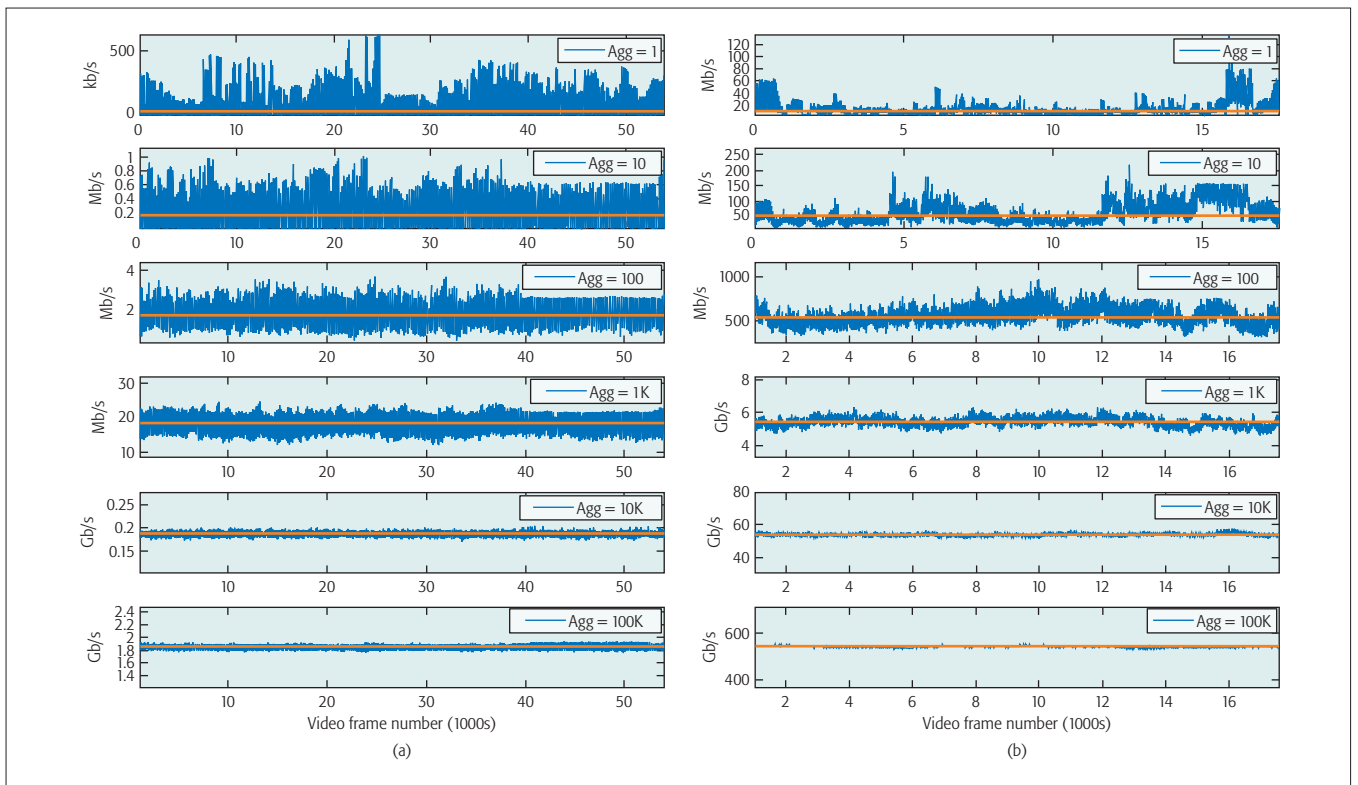 kb/s
500
0
Agg = 1
0 10 20 30 40 50
Mb/s
1
0.8
0.6
0.4
0.2
Agg = 10
0 10 20 30 40 50
Mb/s
4
2
Agg = 100
10 20 30 40 50
Mb/s
30
20
10
Agg = 1K
10 20 30 40 50
Gb/s
0.25
0.2
0.15
Agg = 10K
10 20 30 40 50
Gb/s
2.4
2.2
2
1.8
1.6
1.4
Agg = 100K
10 20 30 40 50
Video frame number (1000s)
(a)
Mb/s
120
100
80
60
40
20
Agg = 1
0 5 10 15
Mb/s
250
200
150
100
50
Agg = 10
0 5 10 15
Mb/s
1000
500
Agg = 100
2 4 6 8 10 12 14 16
Gb/s
8
6
4
Agg = 1K
2 4 6 8 10 12 14 16
Gb/s
80
60
40
Agg = 10K
2 4 6 8 10 12 14 16
Gb/s
600
400
Agg = 100K
2 4 6 8 10 12 14 16
Video frame number (1000s)
(b)